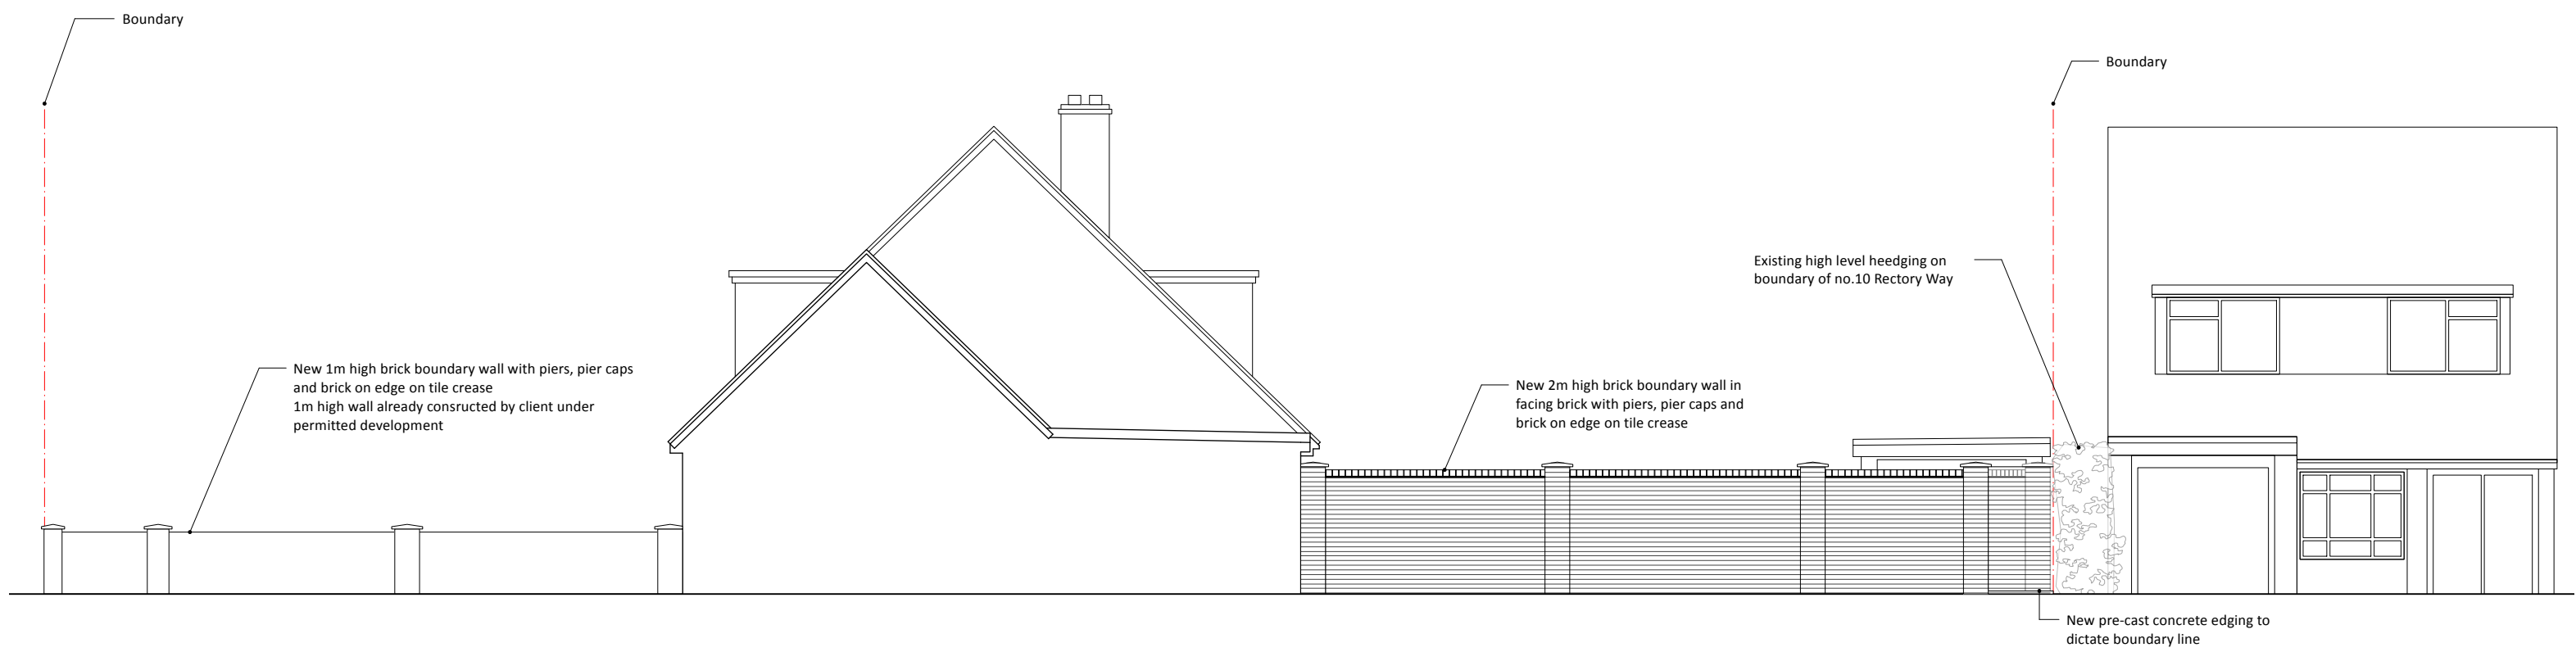 Boundary
Boundary
Existing high level heedging on
boundary of no.10 Rectory Way
New 1m high brick boundary wall with piers, pier caps
and brick on edge on tile crease
1m high wall already consructed by client under
permitted development
New 2m high brick boundary wall in
facing brick with piers, pier caps and
brick on edge on tile crease
New pre-cast concrete edging to
dictate boundary line